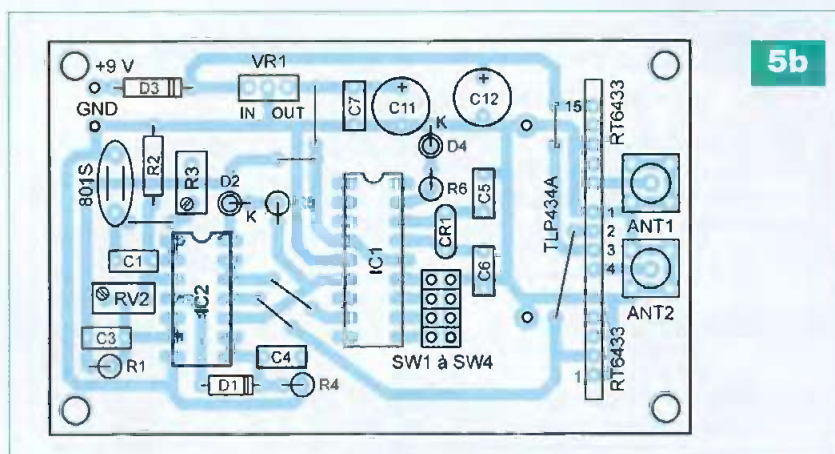 5b
+9 V
D3
VR1
IN OUT
GND
C7
+
C11
+
C12
15
RT6433
801S
R2
R3
D2
K
K
D4
R6
C5
TLP434A
ANT1
1
2
3
4
C1
IC2
IC1
CR1
C6
RV2
ANT2
C3
R1
C4
SW1 à SW4
D1
R4
1
RT6433